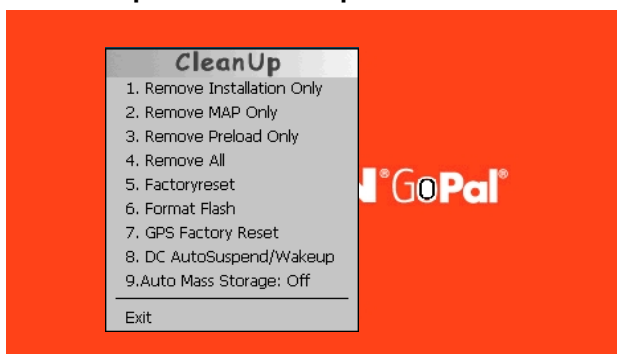 CleanUp
1. Remove Installation Only
2. Remove MAP Only
3. Remove Preload Only
4. Remove All
5. Factoryreset
6. Format Flash
7. GPS Factory Reset
8. DC AutoSuspend/Wakeup
9.Auto Mass Storage: Off
Exit
N®GoPal®